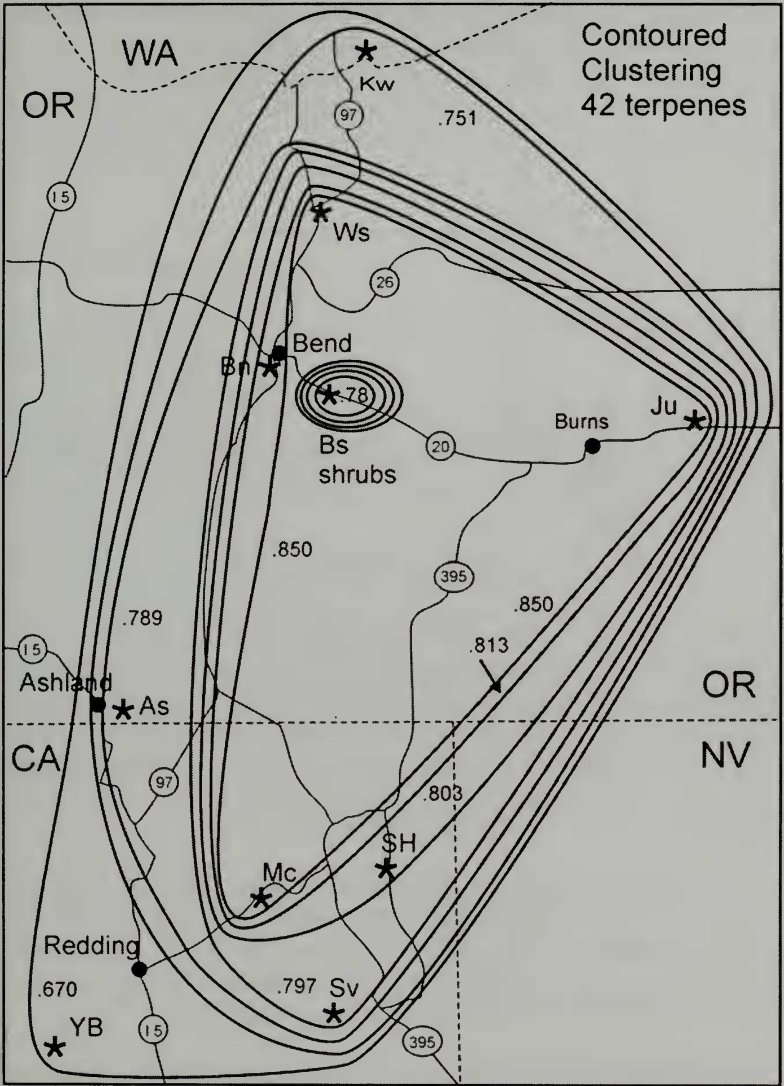 WA
Contoured
Clustering
42 terpenes
Kw
OR
97
.751
15
Ws
26
Bend
Bn
.78
Ju
Burns
Bs
shrubs
20
.850
395
.850
.789
.813
15
Ashland
As
OR
CA
NV
97
.803
SH
Mc
Redding
.670
.797
Sv
YB
15
395